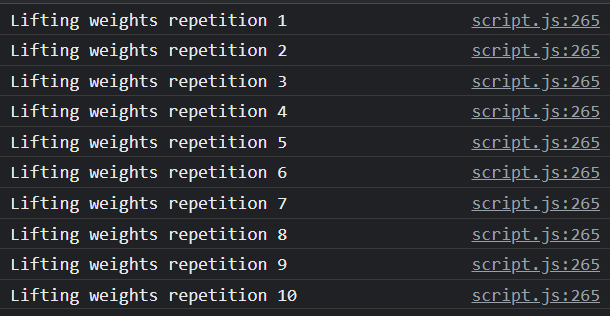 Lifting weights repetition 1 script.js:265
Lifting weights repetition 2 script.js:265
Lifting weights repetition 3 script.js:265
Lifting weights repetition 4 script.js:265
Lifting weights repetition 5 script.js:265
Lifting weights repetition 6 script.js:265
Lifting weights repetition 7 script.js:265
Lifting weights repetition 8 script.js:265
Lifting weights repetition 9 script.js:265
Lifting weights repetition 10 script.js:265